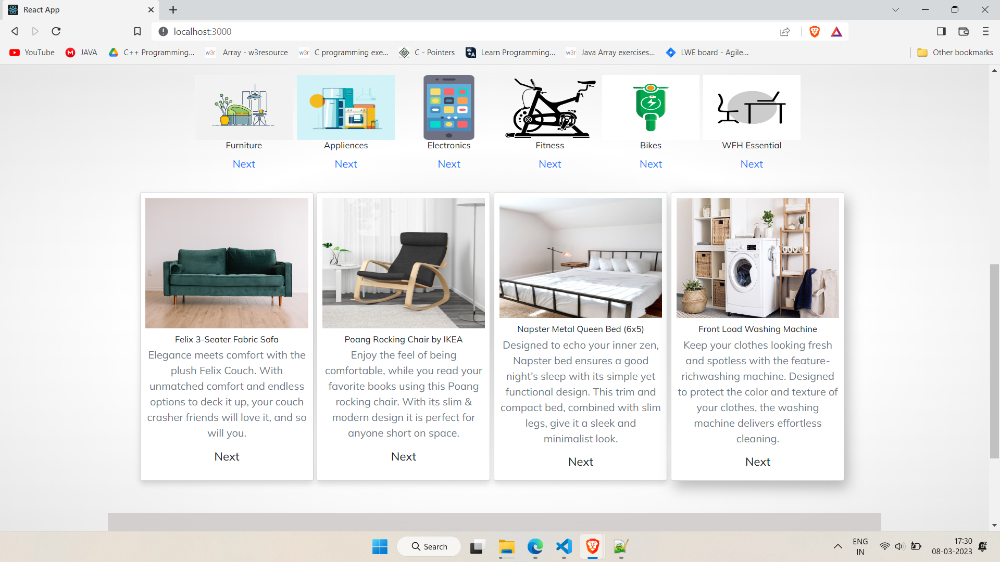 React App
localhost:3000
YouTube
JAVA
C++ Programming...
w3r Array - w3resource
w3r C programming exe...
C - Pointers
Learn Programming...
w3r Java Array exercises...
LWE board - Agile...
Other bookmarks
Furniture
Appliences
Electronics
Fitness
Bikes
WFH Essential
Next
Next
Next
Next
Next
Next
Felix 3-Seater Fabric Sofa
Elegance meets comfort with the
plush Felix Couch. With
unmatched comfort and endless
options to deck it up, your couch
crasher friends will love it, and so
will you.
Next
Poang Rocking Chair by IKEA
Enjoy the feel of being
comfortable, while you read your
favorite books using this Poang
rocking chair. With its slim &
modern design it is perfect for
anyone short on space.
Next
Napster Metal Queen Bed (6x5)
Designed to echo your inner zen,
Napster bed ensures a good
night’s sleep with its simple yet
functional design. This trim and
compact bed, combined with slim
legs, give it a sleek and
minimalist look.
Next
Front Load Washing Machine
Keep your clothes looking fresh
and spotless with the feature-
richwashing machine. Designed
to protect the color and texture of
your clothes, the washing
machine delivers effortless
cleaning.
Next
Search
ENG
IN
17:30
08-03-2023